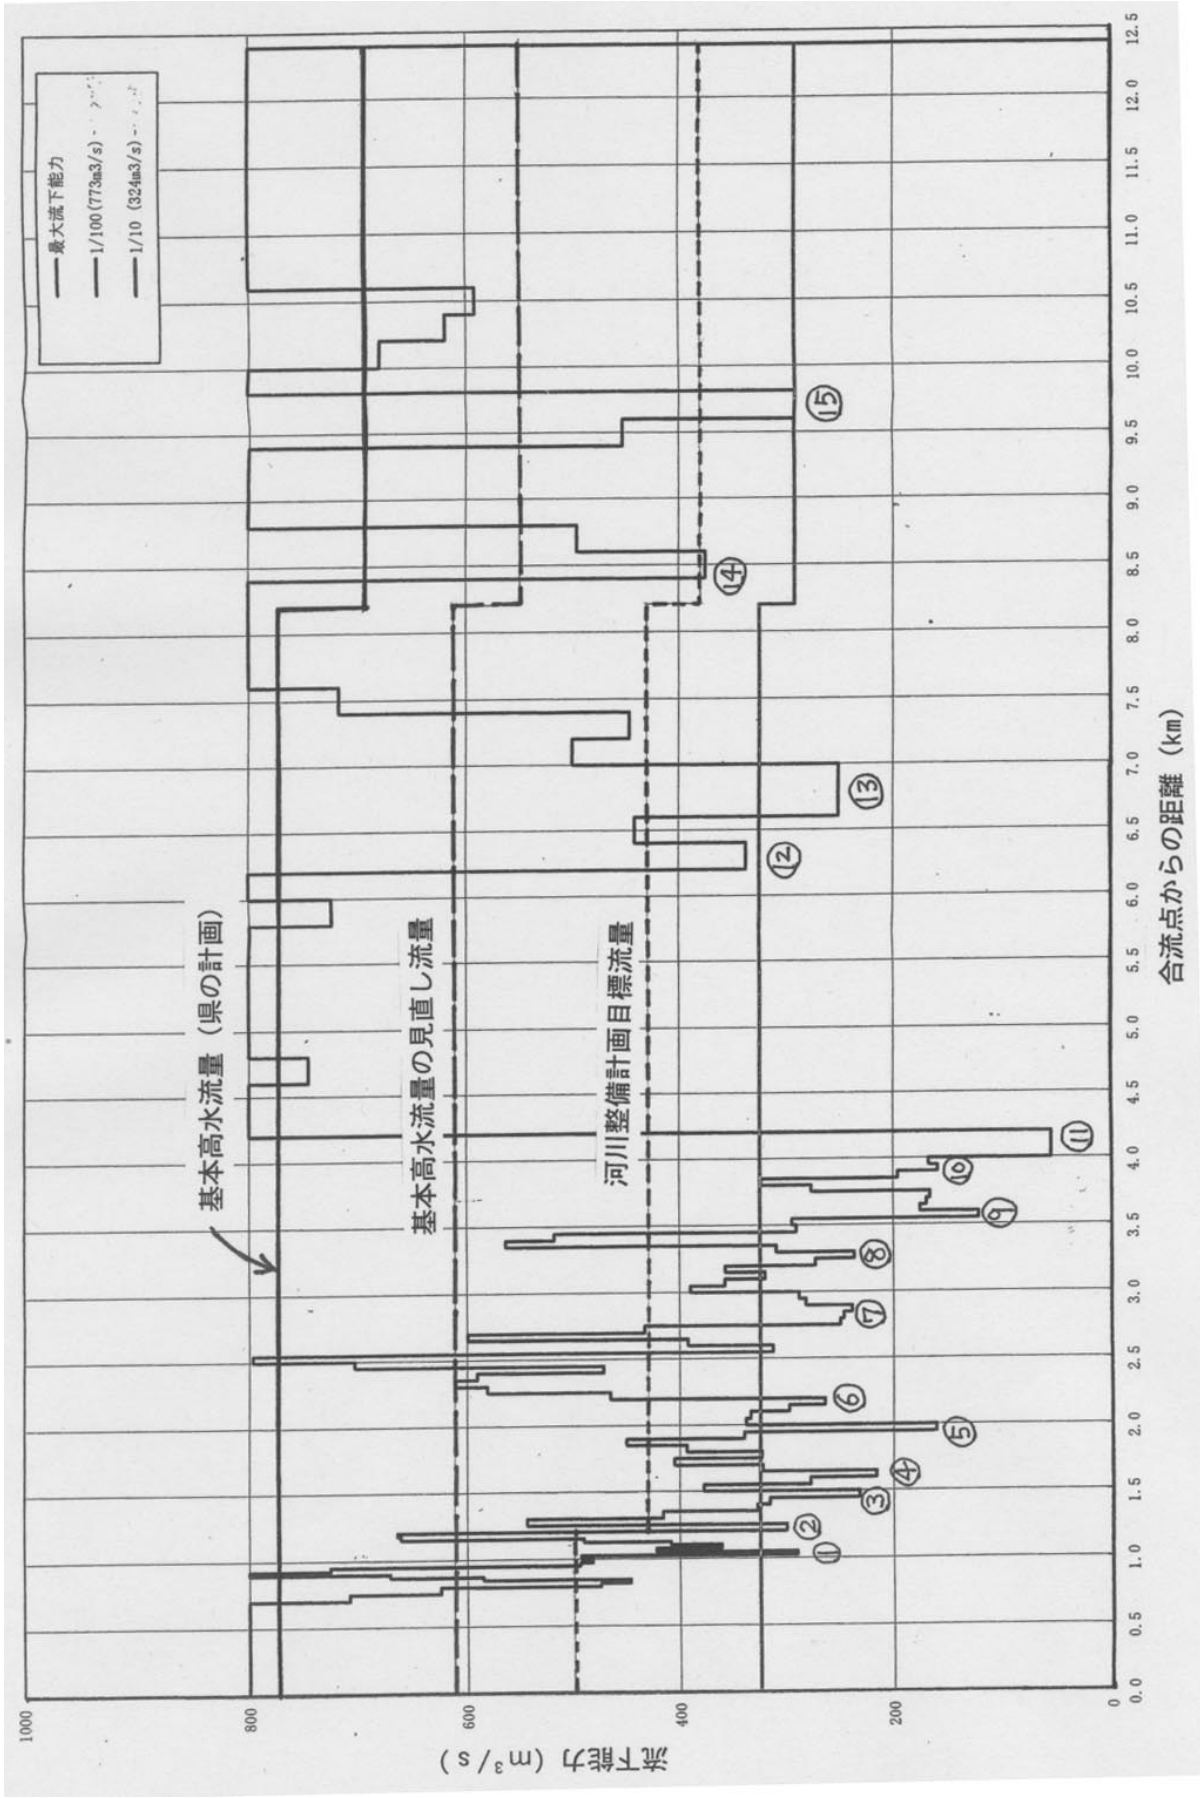 最大流下能力
1/100(773m3/s)-
1/10 (324m3/s)-
基本高水流量（県の計画）
基本高水流量の見直し流量
河川整備計画目標流量
流下能力 (m³/s)
1000
800
600
400
200
0
① ② ③ ④ ⑤ ⑥ ⑦ ⑧ ⑨ ⑩ ⑪ ⑫ ⑬ ⑭ ⑮
0.0 0.5 1.0 1.5 2.0 2.5 3.0 3.5 4.0 4.5 5.0 5.5 6.0 6.5 7.0 7.5 8.0 8.5 9.0 9.5 10.0 10.5 11.0 11.5 12.0 12.5
合流点からの距離 (km)